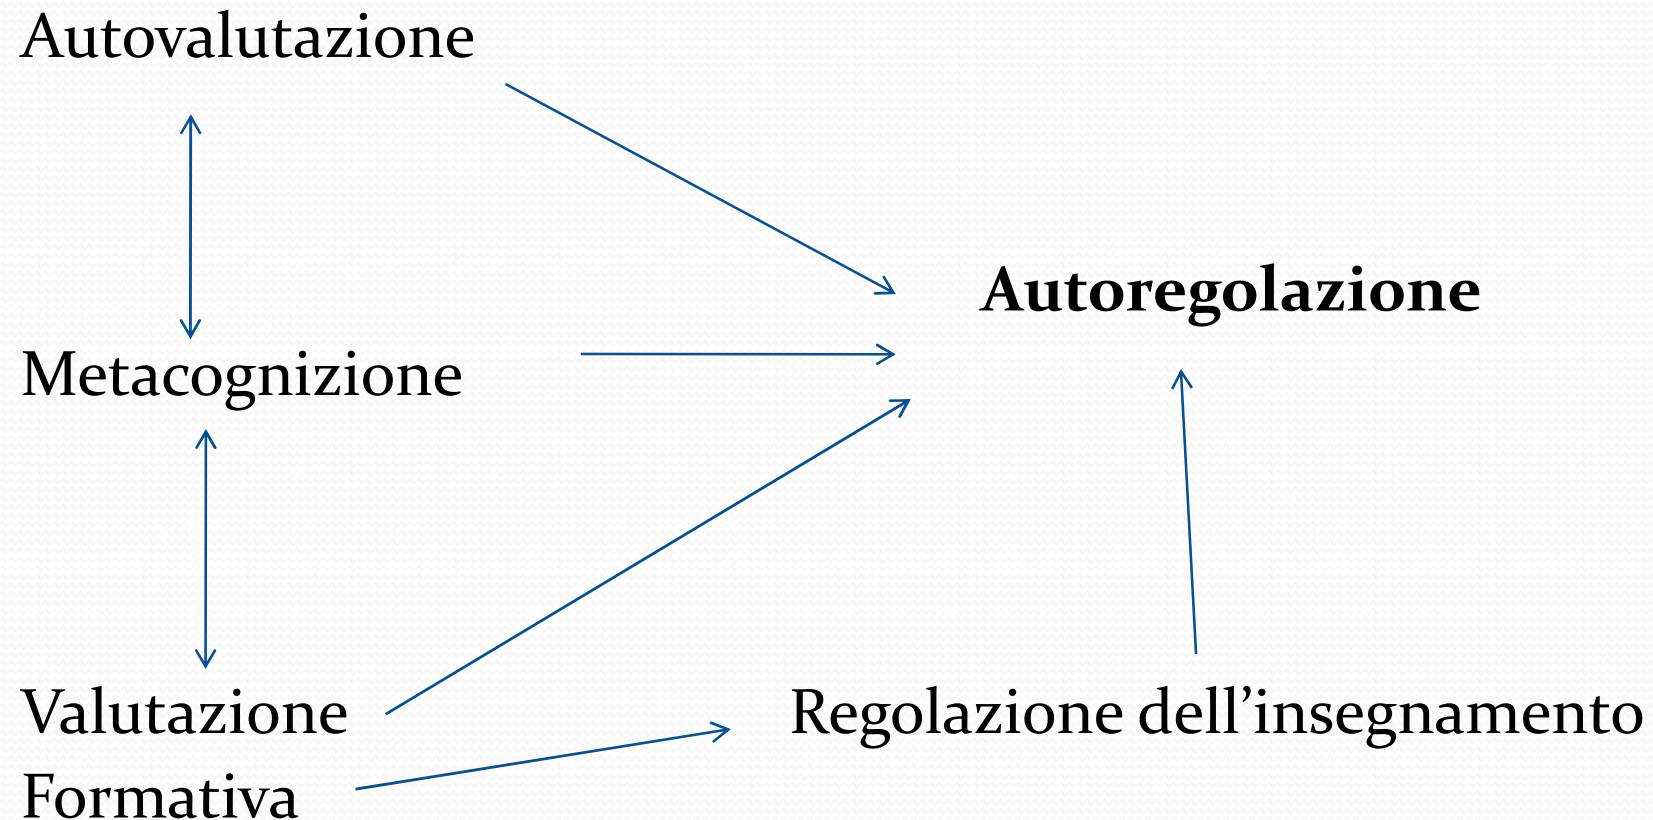 Autovalutazione
Autoregolazione
Metacognizione
Valutazione
Formativa
Regolazione dell’insegnamento